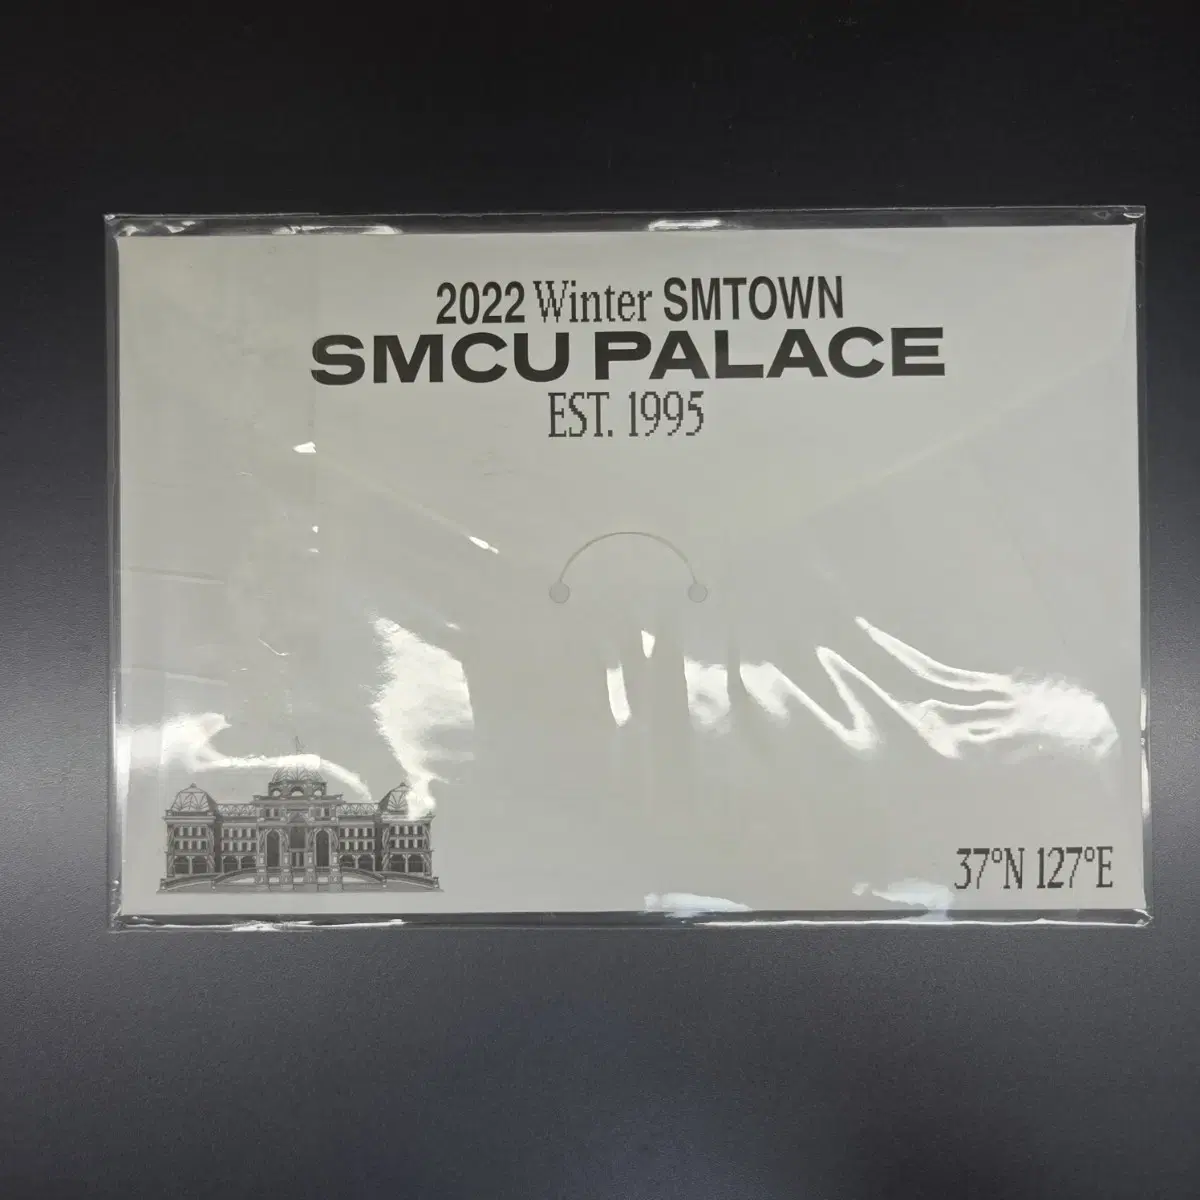 2022 Winter SMTOWN
SMCU PALACE
EST. 1995
37°N 127°E